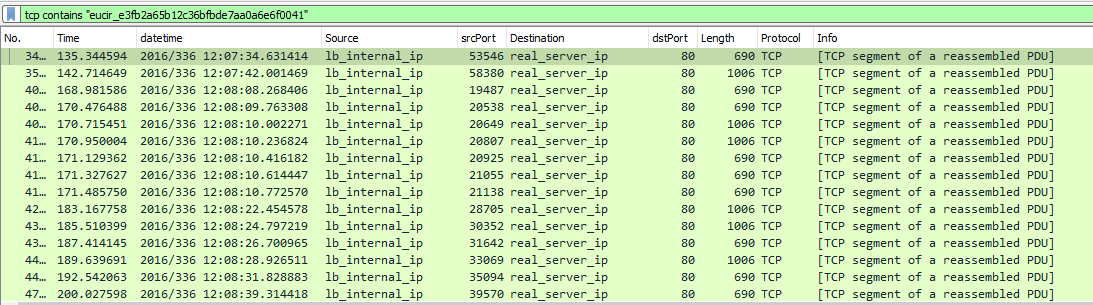 tcp contains "eucir_e3fb2a65b12c36bfbde7aa0a6e6f0041"
No. Time datetime Source srcPort Destination dstPort Length Protocol Info
34... 135.344594 2016/336 12:07:34.631414 lb_internal_ip 53546 real_server_ip 80 690 TCP [TCP segment of a reassembled PDU]
35... 142.714649 2016/336 12:07:42.001469 lb_internal_ip 58380 real_server_ip 80 1006 TCP [TCP segment of a reassembled PDU]
40... 168.981586 2016/336 12:08:08.268406 lb_internal_ip 19487 real_server_ip 80 690 TCP [TCP segment of a reassembled PDU]
40... 170.476488 2016/336 12:08:09.763308 lb_internal_ip 20538 real_server_ip 80 690 TCP [TCP segment of a reassembled PDU]
40... 170.715451 2016/336 12:08:10.002271 lb_internal_ip 20649 real_server_ip 80 1006 TCP [TCP segment of a reassembled PDU]
41... 170.950004 2016/336 12:08:10.236824 lb_internal_ip 20807 real_server_ip 80 690 TCP [TCP segment of a reassembled PDU]
41... 171.129362 2016/336 12:08:10.416182 lb_internal_ip 20925 real_server_ip 80 690 TCP [TCP segment of a reassembled PDU]
41... 171.327627 2016/336 12:08:10.614447 lb_internal_ip 21055 real_server_ip 80 690 TCP [TCP segment of a reassembled PDU]
41... 171.485750 2016/336 12:08:10.772570 lb_internal_ip 21138 real_server_ip 80 690 TCP [TCP segment of a reassembled PDU]
42... 183.167758 2016/336 12:08:22.454578 lb_internal_ip 28705 real_server_ip 80 1006 TCP [TCP segment of a reassembled PDU]
43... 185.510399 2016/336 12:08:24.797219 lb_internal_ip 30352 real_server_ip 80 690 TCP [TCP segment of a reassembled PDU]
43... 187.414145 2016/336 12:08:26.700965 lb_internal_ip 31642 real_server_ip 80 690 TCP [TCP segment of a reassembled PDU]
44... 189.639691 2016/336 12:08:28.926511 lb_internal_ip 33069 real_server_ip 80 1006 TCP [TCP segment of a reassembled PDU]
44... 192.542063 2016/336 12:08:31.828883 lb_internal_ip 35094 real_server_ip 80 690 TCP [TCP segment of a reassembled PDU]
47... 200.027598 2016/336 12:08:39.314418 lb_internal_ip 39570 real_server_ip 80 690 TCP [TCP segment of a reassembled PDU]